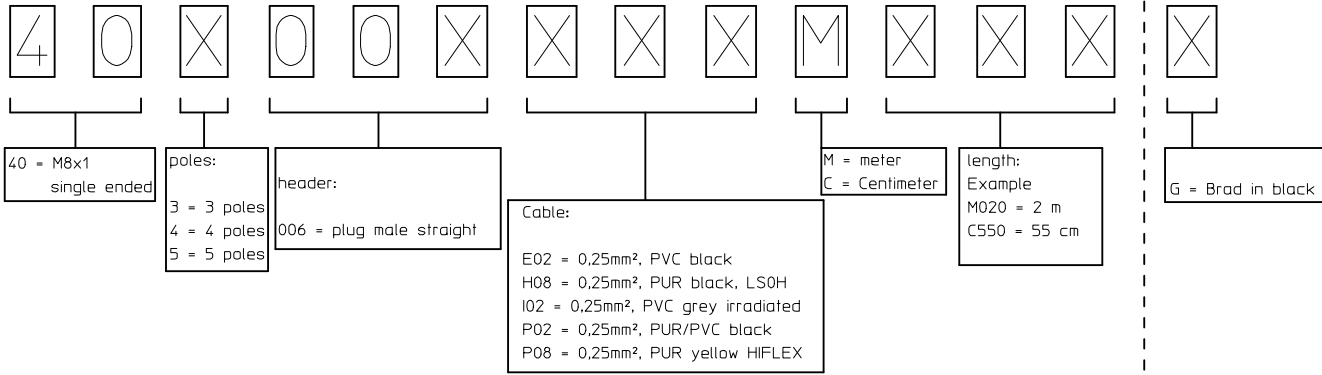 4 0 X 0 0 X X X X M X X X X
40 = M8x1
single ended
poles:
3 = 3 poles
4 = 4 poles
5 = 5 poles
header:
006 = plug male straight
Cable:
E02 = 0,25mm², PVC black
H08 = 0,25mm², PUR black, LS0H
I02 = 0,25mm², PVC grey irradiated
P02 = 0,25mm², PUR/PVC black
P08 = 0,25mm², PUR yellow HIFLEX
M = meter
C = Centimeter
length:
Example
M020 = 2 m
C550 = 55 cm
G = Brad in black